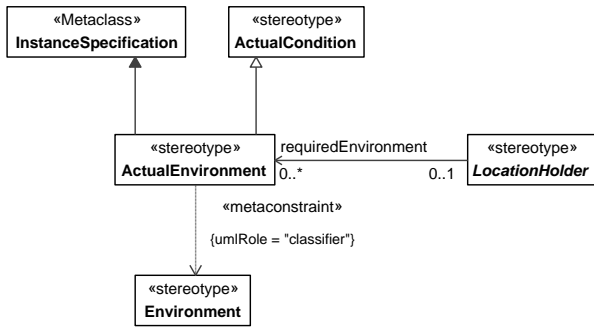 «Metaclass»
InstanceSpecification
«stereotype»
ActualCondition
«stereotype»
ActualEnvironment
requiredEnvironment
0..*
0..1
«stereotype»
LocationHolder
«metaconstraint»
{umlRole = "classifier"}
«stereotype»
Environment